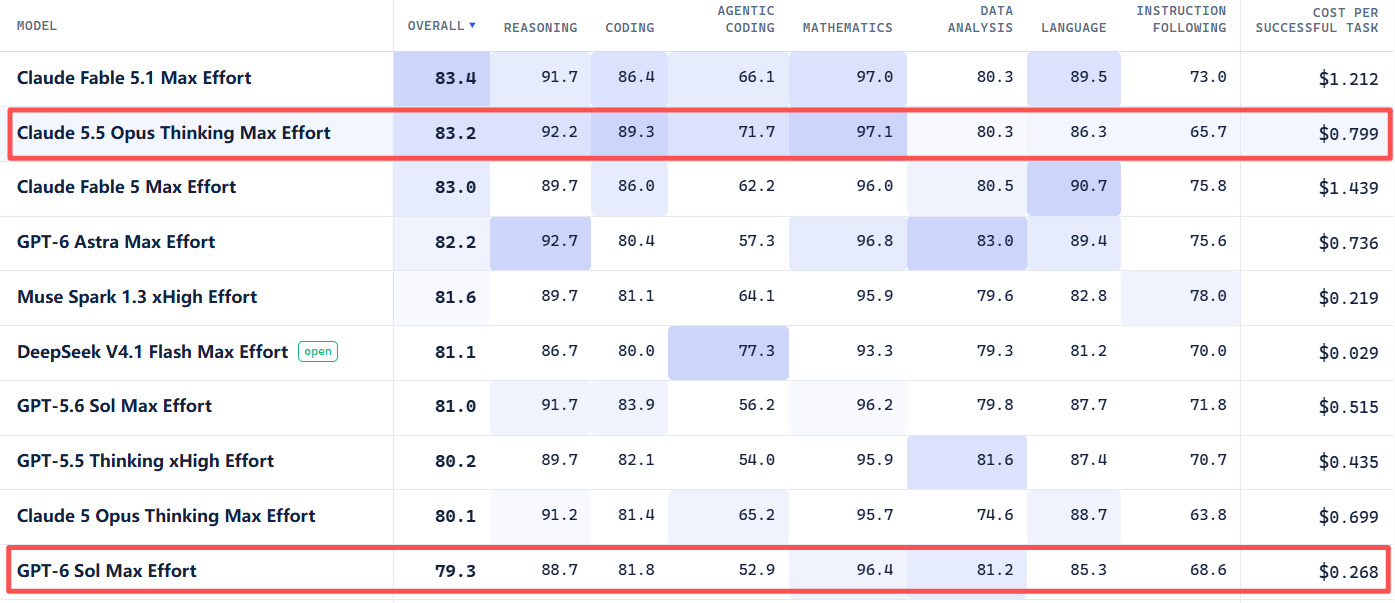 MODEL OVERALL▼ REASONING CODING AGENTIC CODING MATHEMATICS DATA ANALYSIS LANGUAGE INSTRUCTION FOLLOWING COST PER SUCCESSFUL TASK
Claude Fable 5.1 Max Effort 83.4 91.7 86.4 66.1 97.0 80.3 89.5 73.0 $1.212
Claude 5.5 Opus Thinking Max Effort 83.2 92.2 89.3 71.7 97.1 80.3 86.3 65.7 $0.799
Claude Fable 5 Max Effort 83.0 89.7 86.0 62.2 96.0 80.5 90.7 75.8 $1.439
GPT-6 Astra Max Effort 82.2 92.7 80.4 57.3 96.8 83.0 89.4 75.6 $0.736
Muse Spark 1.3 xHigh Effort 81.6 89.7 81.1 64.1 95.9 79.6 82.8 78.0 $0.219
DeepSeek V4.1 Flash Max Effort open 81.1 86.7 80.0 77.3 93.3 79.3 81.2 70.0 $0.029
GPT-5.6 Sol Max Effort 81.0 91.7 83.9 56.2 96.2 79.8 87.7 71.8 $0.515
GPT-5.5 Thinking xHigh Effort 80.2 89.7 82.1 54.0 95.9 81.6 87.4 70.7 $0.435
Claude 5 Opus Thinking Max Effort 80.1 91.2 81.4 65.2 95.7 74.6 88.7 63.8 $0.699
GPT-6 Sol Max Effort 79.3 88.7 81.8 52.9 96.4 81.2 85.3 68.6 $0.268